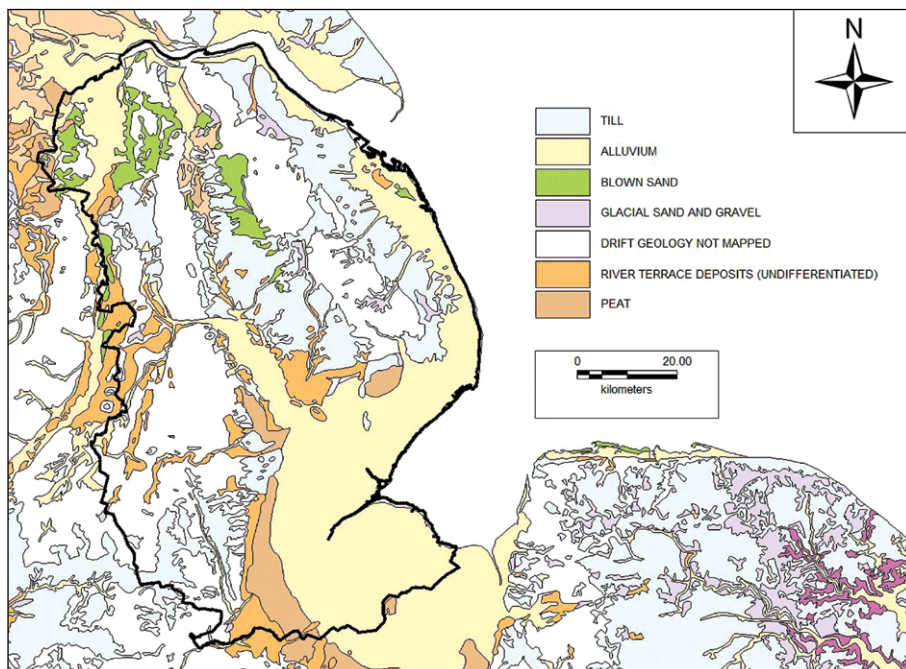 N
TILL
ALLUVIUM
BLOWN SAND
GLACIAL SAND AND GRAVEL
DRIFT GEOLOGY NOT MAPPED
RIVER TERRACE DEPOSITS (UNDIFFERENTIATED)
PEAT
0 20.00
kilometers